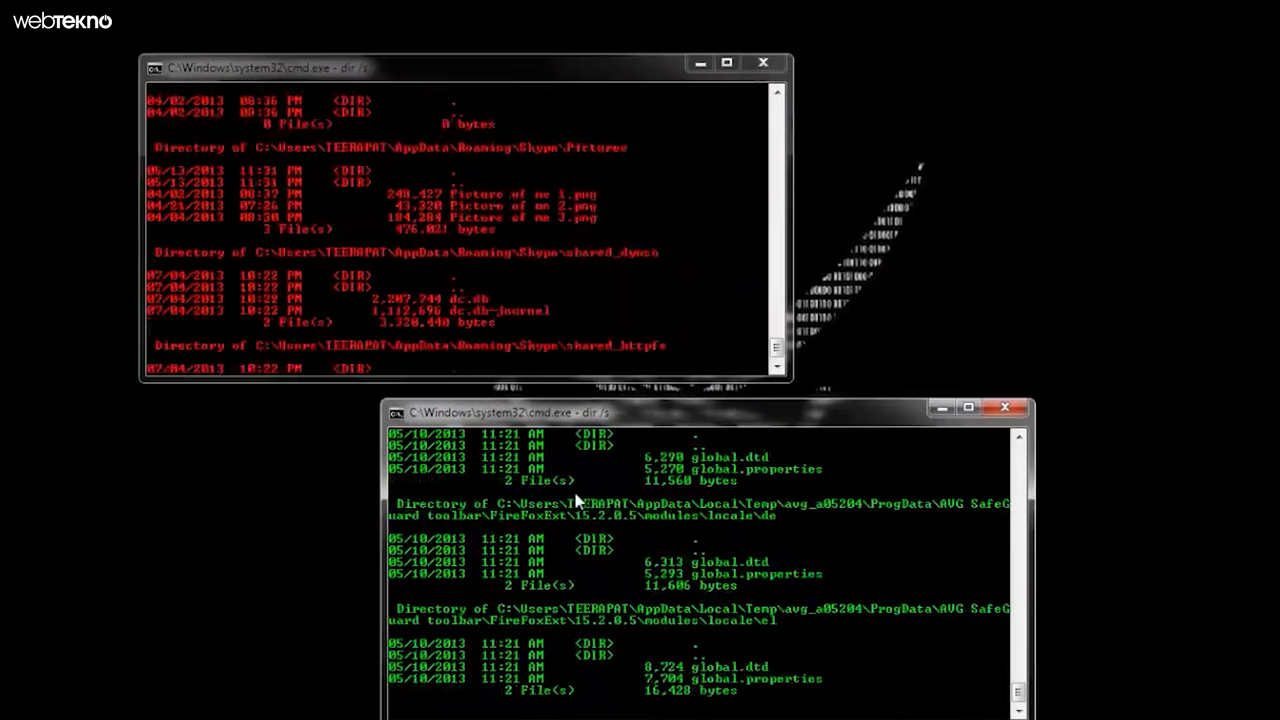 webTEKNO
C:\Windows\system32\cmd.exe - dir /s
04/02/2013 08:36 PM <DIR> .
04/02/2013 08:36 PM <DIR> ..
0 File(s) 0 bytes
Directory of C:\Users\TEERAPAT\AppData\Roaming\Skype\Pictures
05/13/2013 11:31 PM <DIR> .
05/13/2013 11:31 PM <DIR> ..
04/02/2013 08:37 PM 248,427 Picture of me 1.png
04/21/2013 07:26 PM 43,320 Picture of me 2.png
04/04/2013 08:30 PM 184,284 Picture of me 3.png
3 File(s) 476,031 bytes
Directory of C:\Users\TEERAPAT\AppData\Roaming\Skype\shared_dynco
07/04/2013 10:22 PM <DIR> .
07/04/2013 10:22 PM <DIR> ..
07/04/2013 10:22 PM 2,207,744 dc.db
07/04/2013 10:22 PM 1,112,696 dc.db-journal
2 File(s) 3,320,440 bytes
Directory of C:\Users\TEERAPAT\AppData\Roaming\Skype\shared_httpfe
07/04/2013 10:22 PM
C:\Windows\system32\cmd.exe - dir /s
05/10/2013 11:21 AM <DIR> .
05/10/2013 11:21 AM <DIR> ..
05/10/2013 11:21 AM 6,290 global.dtd
05/10/2013 11:21 AM 5,270 global.properties
2 File(s) 11,560 bytes
Directory of C:\Users\TEERAPAT\AppData\Local\Temp\avg_a05204\ProgData\AVG SafeG
uard toolbar\FireFoxExt\15.2.0.5\modules\locale\de
05/10/2013 11:21 AM <DIR> .
05/10/2013 11:21 AM <DIR> ..
05/10/2013 11:21 AM 6,313 global.dtd
05/10/2013 11:21 AM 5,293 global.properties
2 File(s) 11,606 bytes
Directory of C:\Users\TEERAPAT\AppData\Local\Temp\avg_a05204\ProgData\AVG SafeG
uard toolbar\FireFoxExt\15.2.0.5\modules\locale\el
05/10/2013 11:21 AM <DIR> .
05/10/2013 11:21 AM <DIR> ..
05/10/2013 11:21 AM 8,724 global.dtd
05/10/2013 11:21 AM 7,704 global.properties
2 File(s) 16,428 bytes